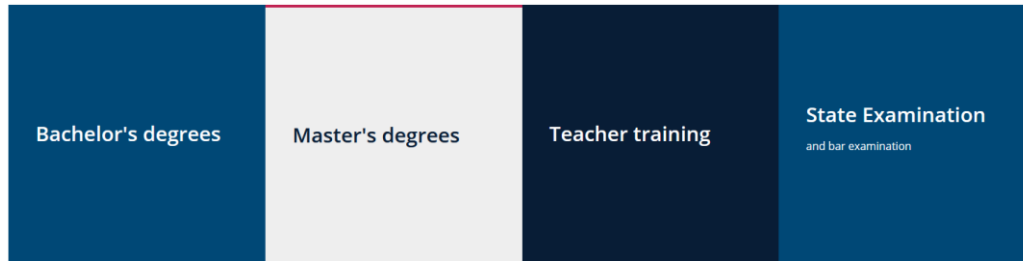 Bachelor's degrees
Master's degrees
Teacher training
State Examination
and bar examination